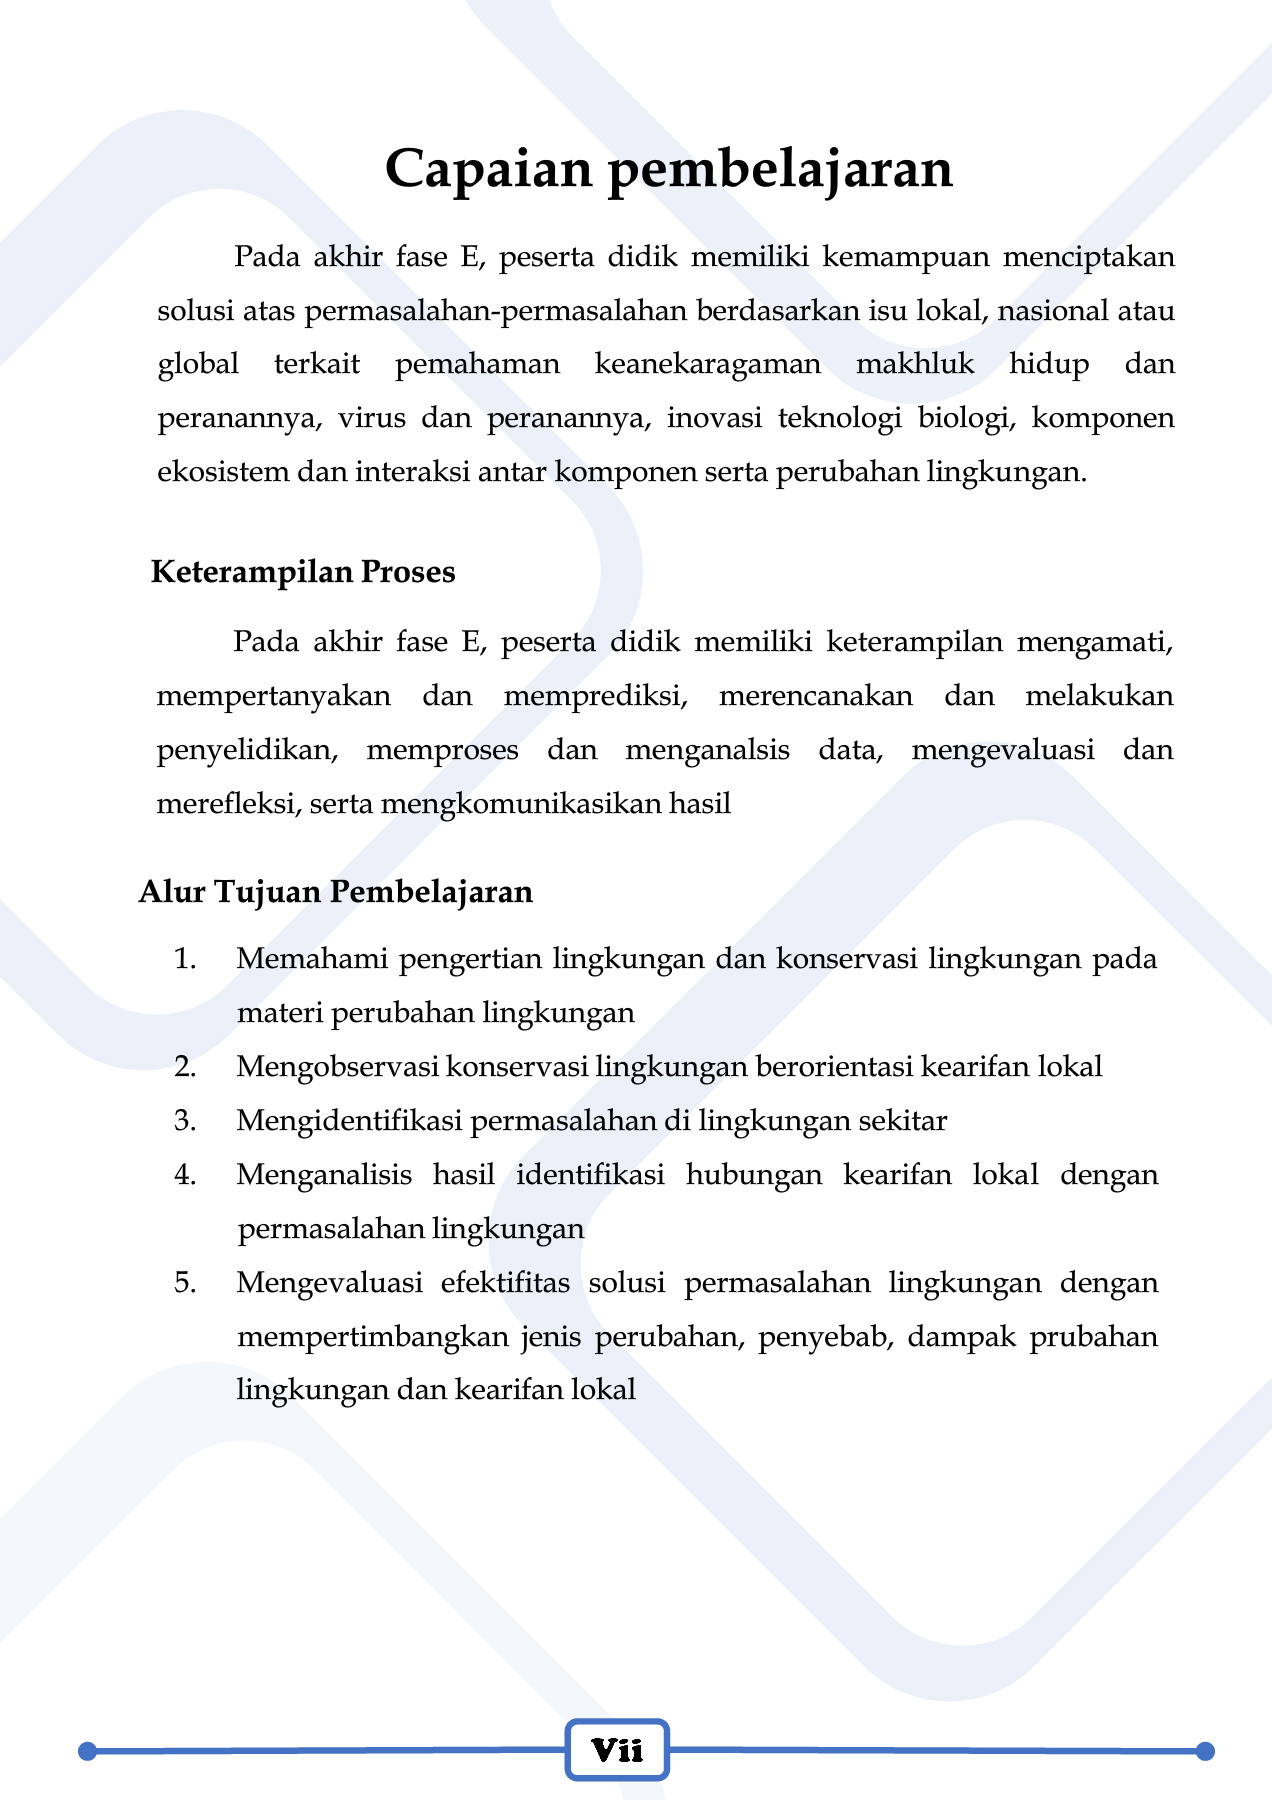 Capaian pembelajaran
Pada akhir fase E, peserta didik memiliki kemampuan menciptakan
solusi atas permasalahan-permasalahan berdasarkan isu lokal, nasional atau
global terkait pemahaman keanekaragaman makhluk hidup dan
peranannya, virus dan peranannya, inovasi teknologi biologi, komponen
ekosistem dan interaksi antar komponen serta perubahan lingkungan.
Keterampilan Proses
Pada akhir fase E, peserta didik memiliki keterampilan mengamati,
mempertanyakan dan memprediksi, merencanakan dan melakukan
penyelidikan, memproses dan menganalsis data, mengevaluasi dan
merefleksi, serta mengkomunikasikan hasil
Alur Tujuan Pembelajaran
1. Memahami pengertian lingkungan dan konservasi lingkungan pada
materi perubahan lingkungan
2. Mengobservasi konservasi lingkungan berorientasi kearifan lokal
3. Mengidentifikasi permasalahan di lingkungan sekitar
4. Menganalisis hasil identifikasi hubungan kearifan lokal dengan
permasalahan lingkungan
5. Mengevaluasi efektifitas solusi permasalahan lingkungan dengan
mempertimbangkan jenis perubahan, penyebab, dampak prubahan
lingkungan dan kearifan lokal
Vii